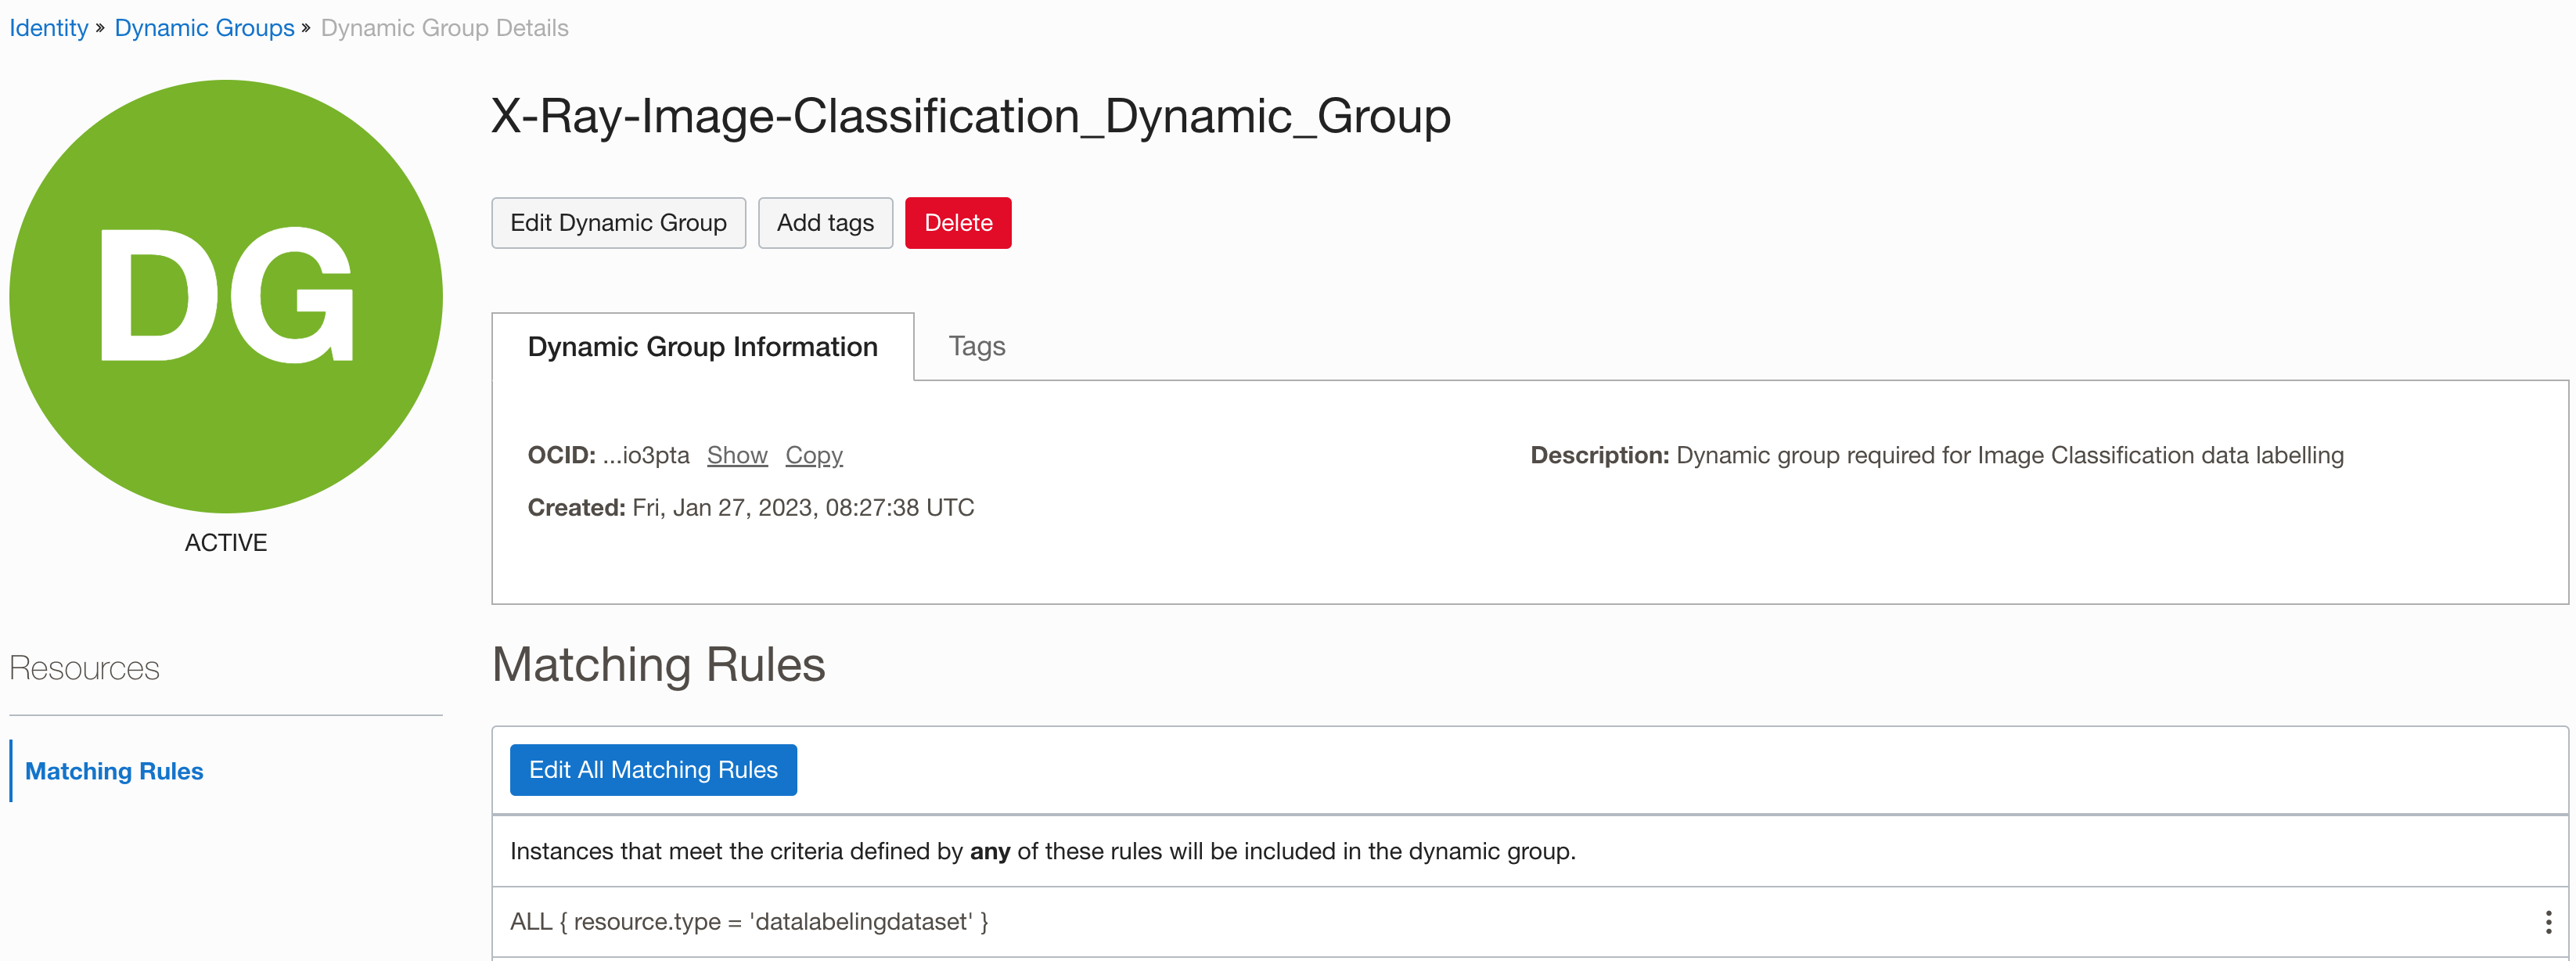 Identity » Dynamic Groups » Dynamic Group Details
DG
ACTIVE
X-Ray-Image-Classification_Dynamic_Group
Edit Dynamic Group Add tags Delete
Dynamic Group Information Tags
OCID: ...io3pta Show Copy
Description: Dynamic group required for Image Classification data labelling
Created: Fri, Jan 27, 2023, 08:27:38 UTC
Resources
Matching Rules
Matching Rules
Edit All Matching Rules
Instances that meet the criteria defined by any of these rules will be included in the dynamic group.
ALL { resource.type = 'datalabelingdataset' }